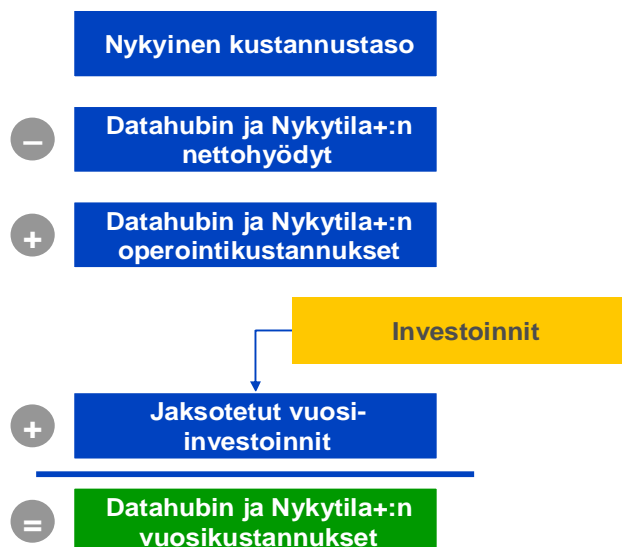 Nykyinen kustannustaso
–
Datahubin ja Nykytila+:n
nettohyödyt
+
Datahubin ja Nykytila+:n
operointikustannukset
Investoinnit
+
Jaksotetut vuosi-
investoinnit
=
Datahubin ja Nykytila+:n
vuosikustannukset